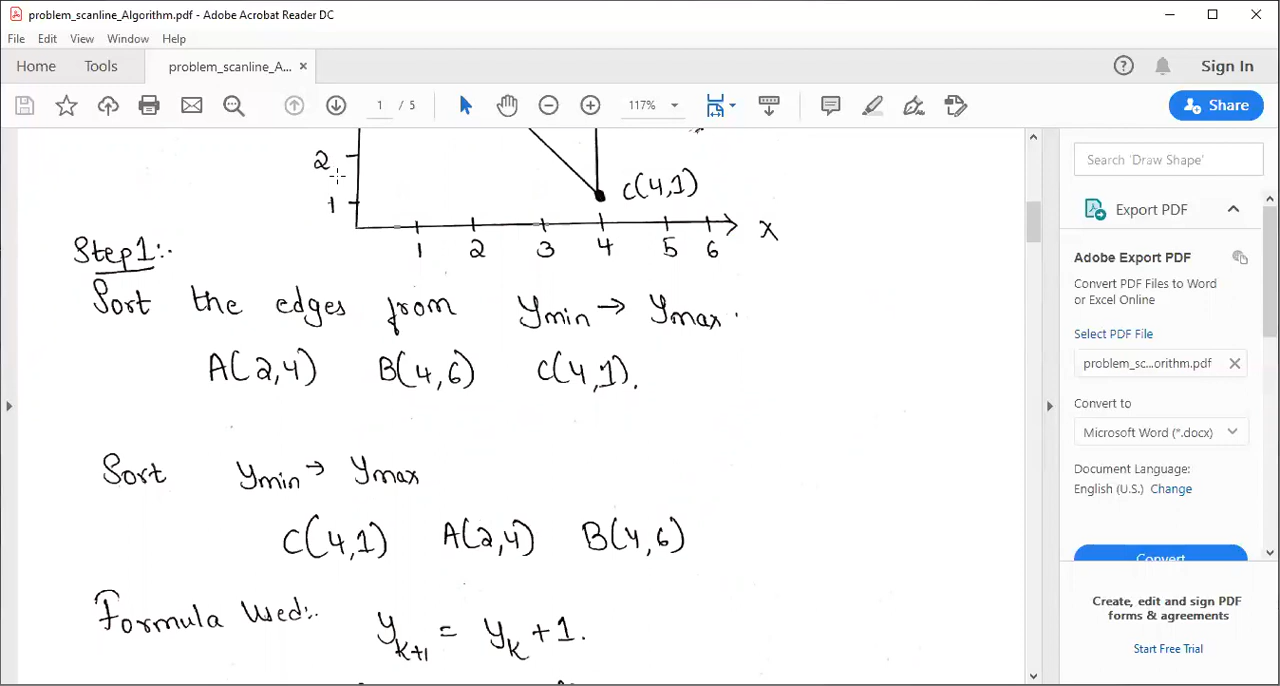 problem_scanline_Algorithm.pdf - Adobe Acrobat Reader DC
File Edit View Window Help
Home Tools problem_scanline_A... ×
Sign In
1 / 5 117% Share
2
1
C(4,1)
1 2 3 4 5 6 X
Step1:-
Sort the edges from ymin → ymax.
A(2,4) B(4,6) C(4,1).
Sort ymin → ymax
C(4,1) A(2,4) B(4,6)
Formula Used:-
yk+1 = yk + 1.
Search 'Draw Shape'
Export PDF
Adobe Export PDF
Convert PDF Files to Word
or Excel Online
Select PDF File
problem_sc...orithm.pdf ×
Convert to
Microsoft Word (*.docx)
Document Language:
English (U.S.) Change
Convert
Create, edit and sign PDF
forms & agreements
Start Free Trial